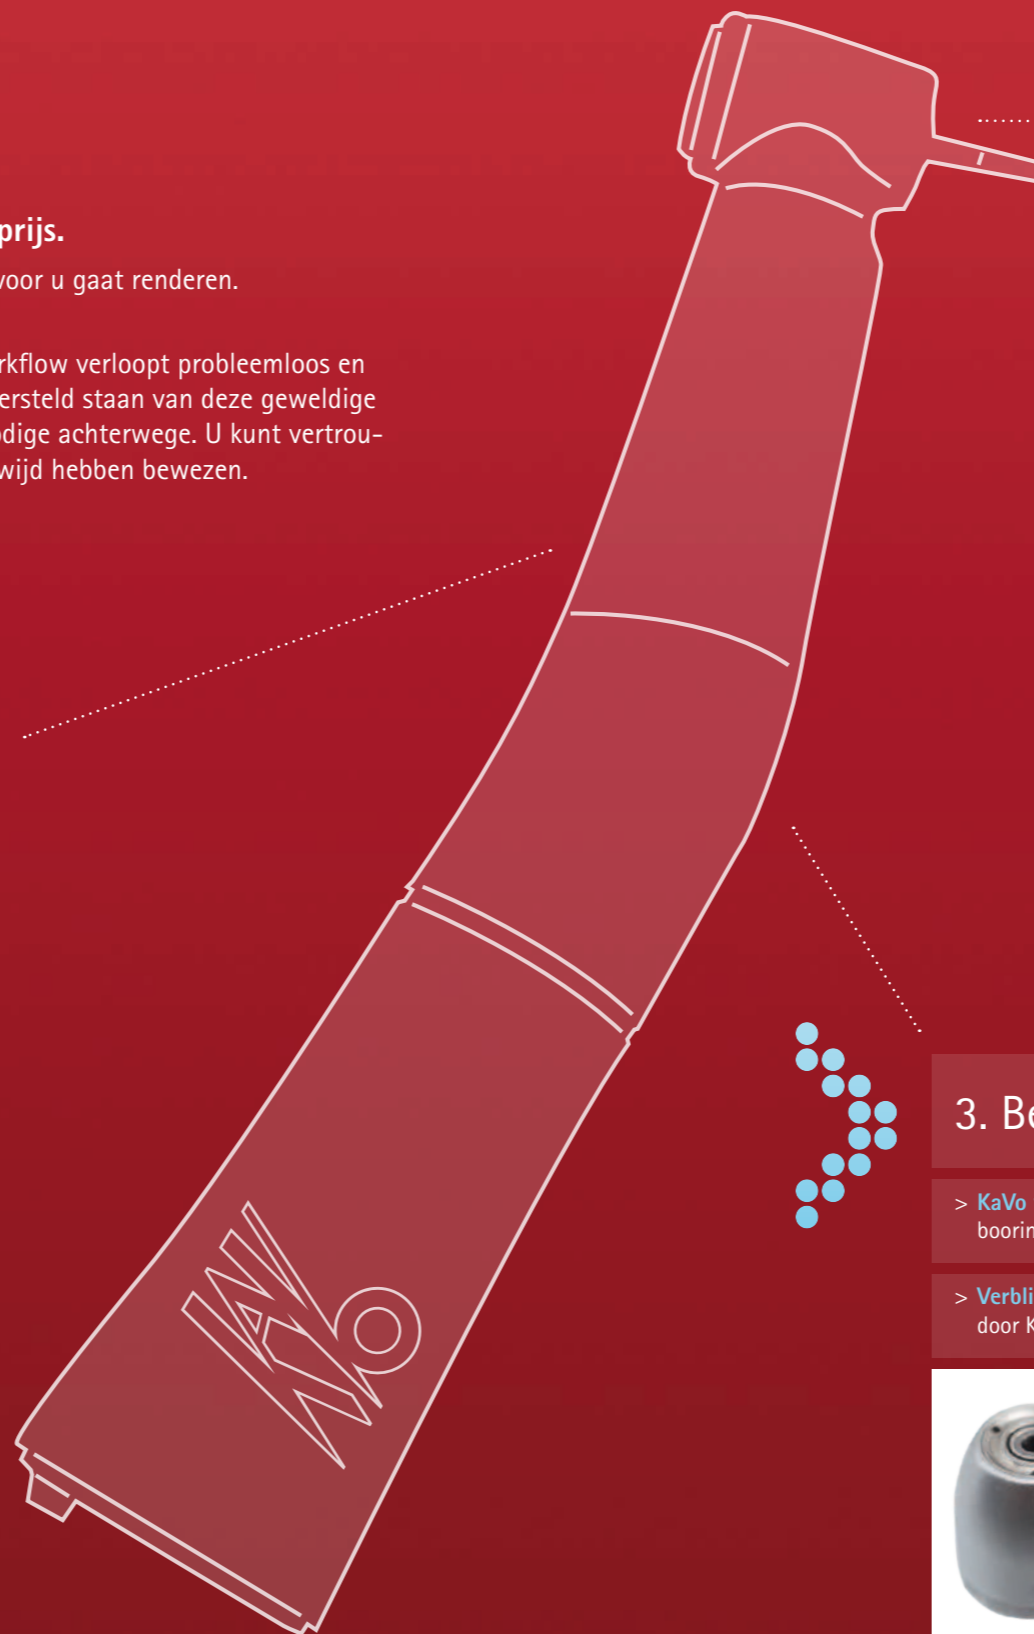 prijs.
voor u gaat renderen.
rkflow verloopt probleemloos en
ersteld staan van deze geweldige
odige achterwege. U kunt vertrou-
wijd hebben bewezen.
3. Be
> KaVo
boorin
> Verbli
door K
KAVO